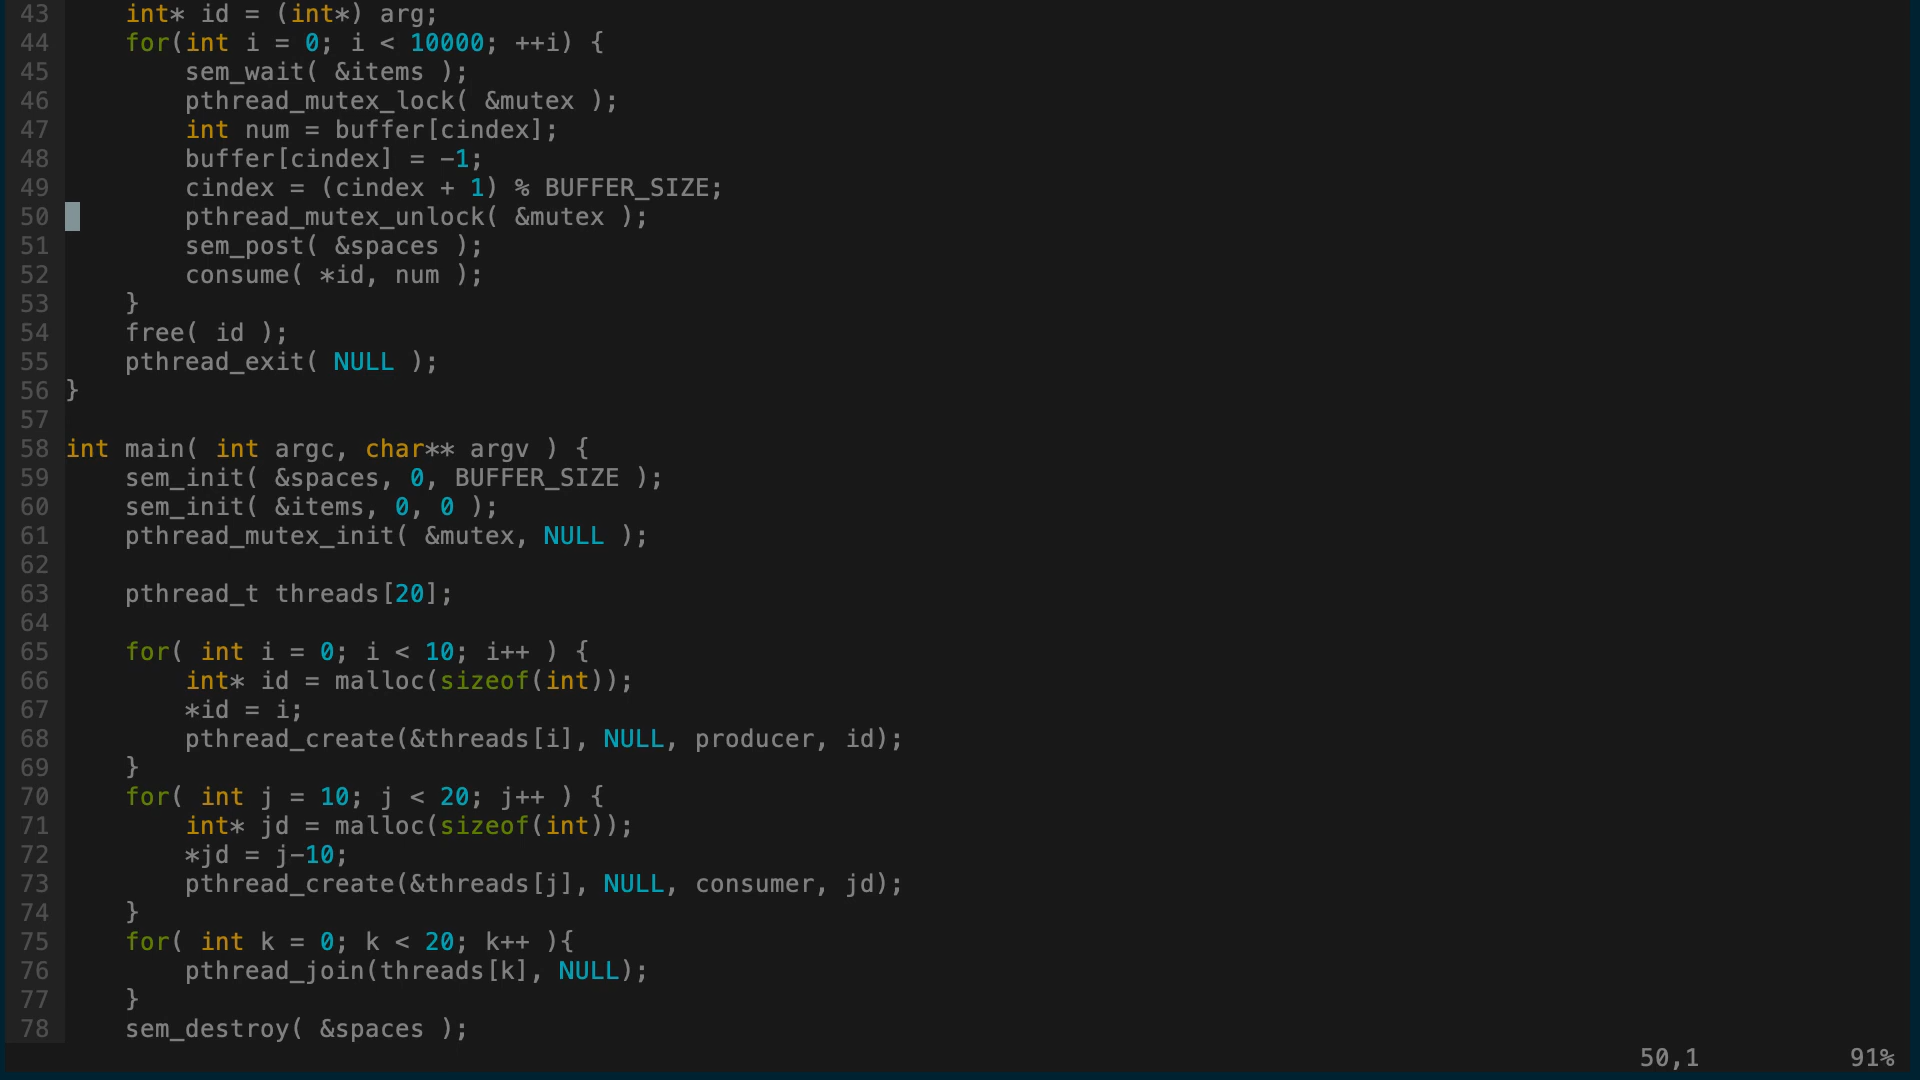 43     int* id = (int*) arg;
44     for(int i = 0; i < 10000; ++i) {
45         sem_wait( &items );
46         pthread_mutex_lock( &mutex );
47         int num = buffer[cindex];
48         buffer[cindex] = -1;
49         cindex = (cindex + 1) % BUFFER_SIZE;
50         pthread_mutex_unlock( &mutex );
51         sem_post( &spaces );
52         consume( *id, num );
53     }
54     free( id );
55     pthread_exit( NULL );
56 }
57
58 int main( int argc, char** argv ) {
59     sem_init( &spaces, 0, BUFFER_SIZE );
60     sem_init( &items, 0, 0 );
61     pthread_mutex_init( &mutex, NULL );
62
63     pthread_t threads[20];
64
65     for( int i = 0; i < 10; i++ ) {
66         int* id = malloc(sizeof(int));
67         *id = i;
68         pthread_create(&threads[i], NULL, producer, id);
69     }
70     for( int j = 10; j < 20; j++ ) {
71         int* jd = malloc(sizeof(int));
72         *jd = j-10;
73         pthread_create(&threads[j], NULL, consumer, jd);
74     }
75     for( int k = 0; k < 20; k++ ){
76         pthread_join(threads[k], NULL);
77     }
78     sem_destroy( &spaces );
50,1 91%